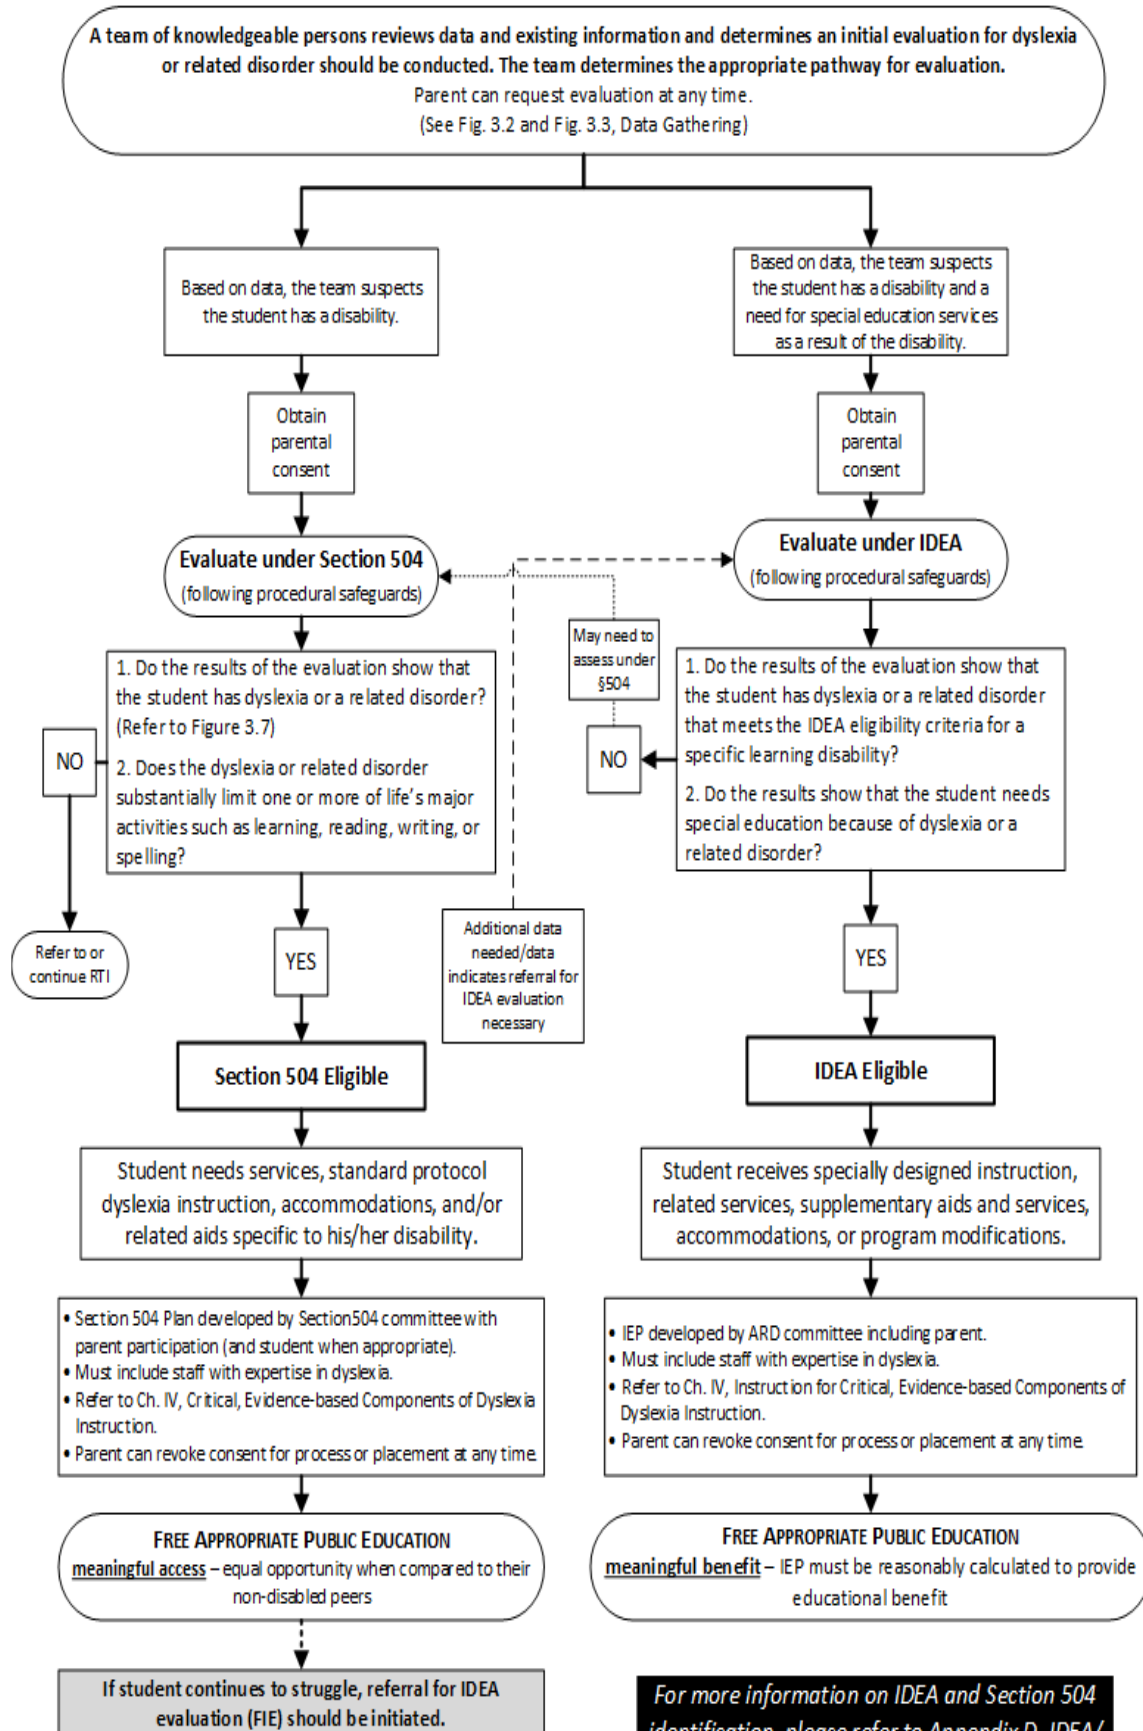 A team of knowledgeable persons reviews data and existing information and determines an initial evaluation for dyslexia
or related disorder should be conducted. The team determines the appropriate pathway for evaluation.
Parent can request evaluation at any time.
(See Fig. 3.2 and Fig. 3.3, Data Gathering)
Based on data, the team suspects
the student has a disability.
Obtain
parental
consent
Evaluate under Section 504
(following procedural safeguards)
1. Do the results of the evaluation show that
the student has dyslexia or a related disorder?
(Refer to Figure 3.7)
2. Does the dyslexia or related disorder
substantially limit one or more of life's major
activities such as learning, reading, writing, or
spelling?
NO
Refer to or
continue RTI
YES
Section 504 Eligible
Student needs services, standard protocol
dyslexia instruction, accommodations, and/or
related aids specific to his/her disability.
• Section 504 Plan developed by Section504 committee with
parent participation (and student when appropriate).
• Must include staff with expertise in dyslexia.
• Refer to Ch. IV, Critical, Evidence-based Components of Dyslexia
Instruction.
• Parent can revoke consent for process or placement at any time.
FREE APPROPRIATE PUBLIC EDUCATION
meaningful access – equal opportunity when compared to their
non-disabled peers
If student continues to struggle, referral for IDEA
evaluation (FIE) should be initiated.
Additional data
needed/data
indicates referral for
IDEA evaluation
necessary
May need to
assess under
§504
Based on data, the team suspects
the student has a disability and a
need for special education services
as a result of the disability.
Obtain
parental
consent
Evaluate under IDEA
(following procedural safeguards)
1. Do the results of the evaluation show that
the student has dyslexia or a related disorder
that meets the IDEA eligibility criteria for a
specific learning disability?
2. Do the results show that the student needs
special education because of dyslexia or a
related disorder?
NO
YES
IDEA Eligible
Student receives specially designed instruction,
related services, supplementary aids and services,
accommodations, or program modifications.
• IEP developed by ARD committee including parent.
• Must include staff with expertise in dyslexia.
• Refer to Ch. IV, Instruction for Critical, Evidence-based Components of
Dyslexia Instruction.
• Parent can revoke consent for process or placement at any time.
FREE APPROPRIATE PUBLIC EDUCATION
meaningful benefit – IEP must be reasonably calculated to provide
educational benefit
For more information on IDEA and Section 504
identification, please refer to Appendix D, IDEA/